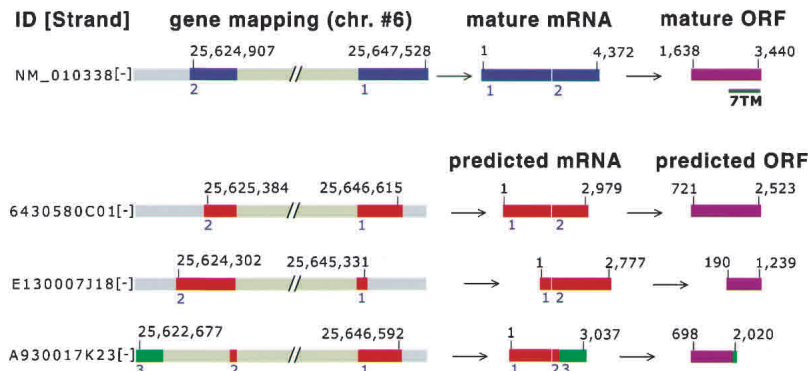 ID [Strand] gene mapping (chr. #6) mature mRNA mature ORF
25,624,907 25,647,528 1 4,372 1,638 3,440
NM_010338[-] //
2 1 1 2 7TM
predicted mRNA predicted ORF
25,625,384 25,646,615 1 2,979 721 2,523
6430580C01[-] //
2 1 1 2
25,624,302 25,645,331 1 2,777 190 1,239
E130007J18[-] //
2 1 1 2
25,622,677 25,646,592 1 3,037 698 2,020
A930017K23[-] //
3 2 1 1 2 3